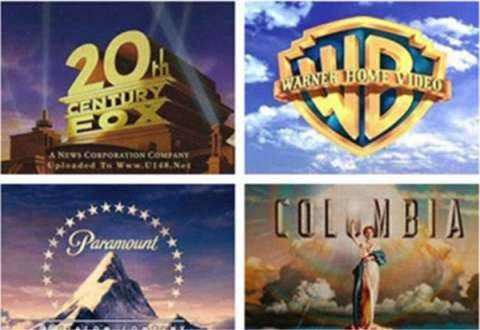 20th
CENTURY
FOX
A NEWS CORPORATION COMPANY
Uploaded To Www.U148.Net
WB
WARNER HOME VIDEO
Paramount
COLUMBIA